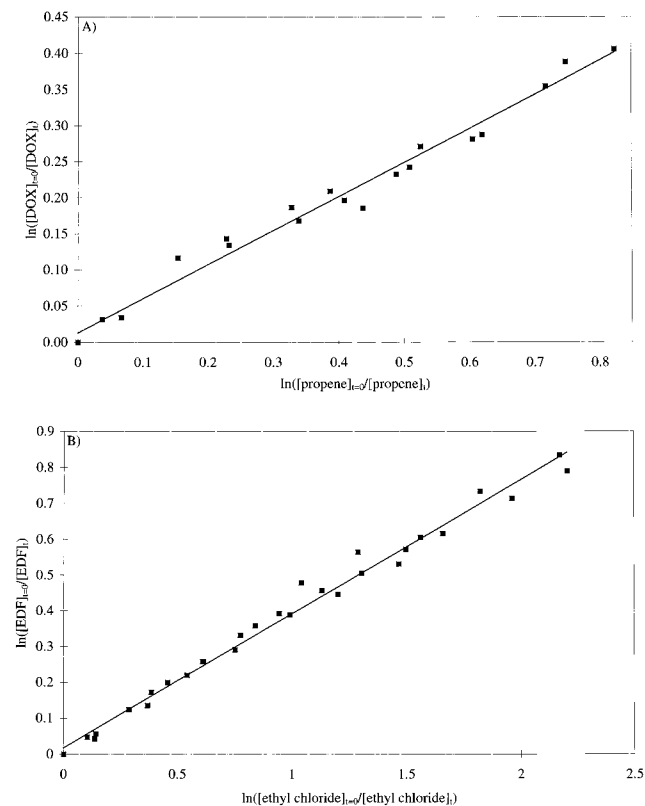 A)
0.45
0.40
0.35
0.30
0.25
0.20
0.15
0.10
0.05
0.00
ln([DOX]t=0/[DOX]t)
0 0.1 0.2 0.3 0.4 0.5 0.6 0.7 0.8
ln([propene]t=0/[propene]t)
B)
0.9
0.8
0.7
0.6
0.5
0.4
0.3
0.2
0.1
0
ln([EDF]t=0/[EDF]t)
0 0.5 1 1.5 2 2.5
ln([ethyl chloride]t=0/[ethyl chloride]t)